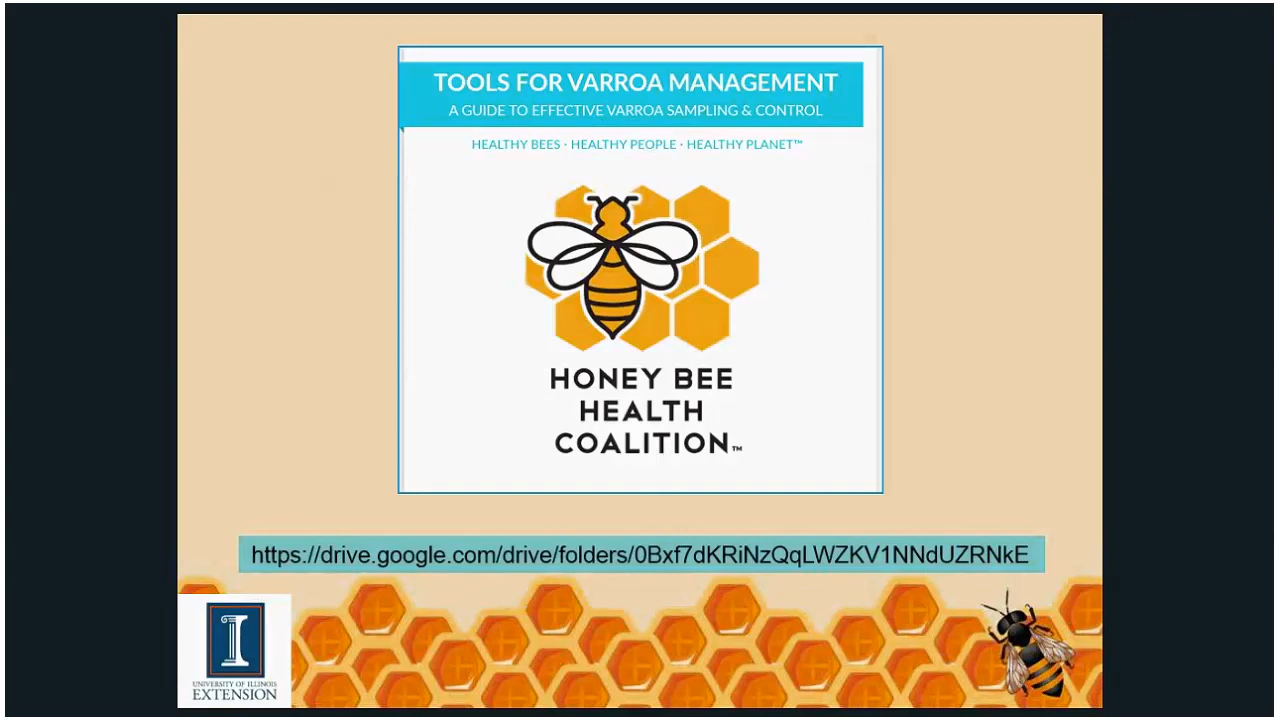 TOOLS FOR VARROA MANAGEMENT
A GUIDE TO EFFECTIVE VARROA SAMPLING & CONTROL
HEALTHY BEES · HEALTHY PEOPLE · HEALTHY PLANET™
HONEY BEE
HEALTH
COALITION™
https://drive.google.com/drive/folders/0Bxf7dKRiNzQqLWZKV1NNdUZRNkE
I
UNIVERSITY OF ILLINOIS
EXTENSION